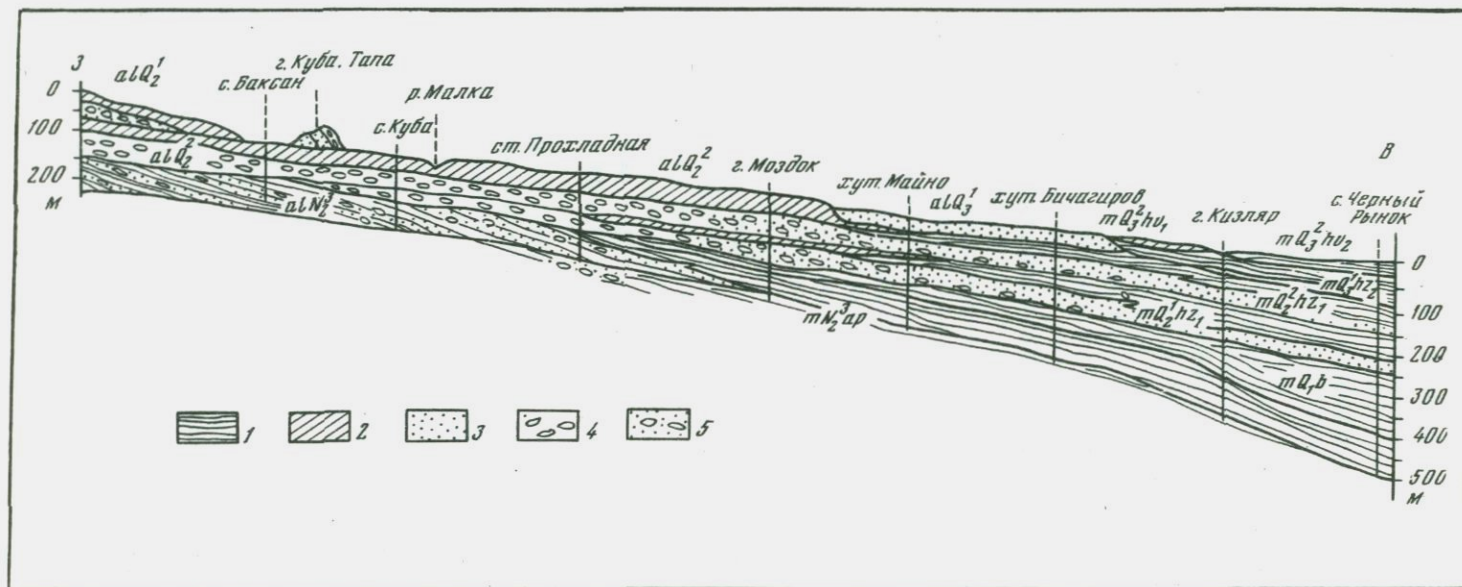 З
alQ₂¹
с. Баксан
г. Куба. Тапа
р. Малка
с. Куба
ст. Прохладная
alQ₂²
г. Моздок
хут. Майно
alQ₃¹
хут. Бичагиров
mQ₃²hv₁
г. Кизляр
mQ₃²hv₂
В
с. Черный
Рынок
0
100
200
м
alQ₂²
alN₂³
mN₂³ap
mQ₂¹hz₁
mQ₂²hz₁
mQ₁b
0
100
200
300
400
500
м
1
2
3
4
5